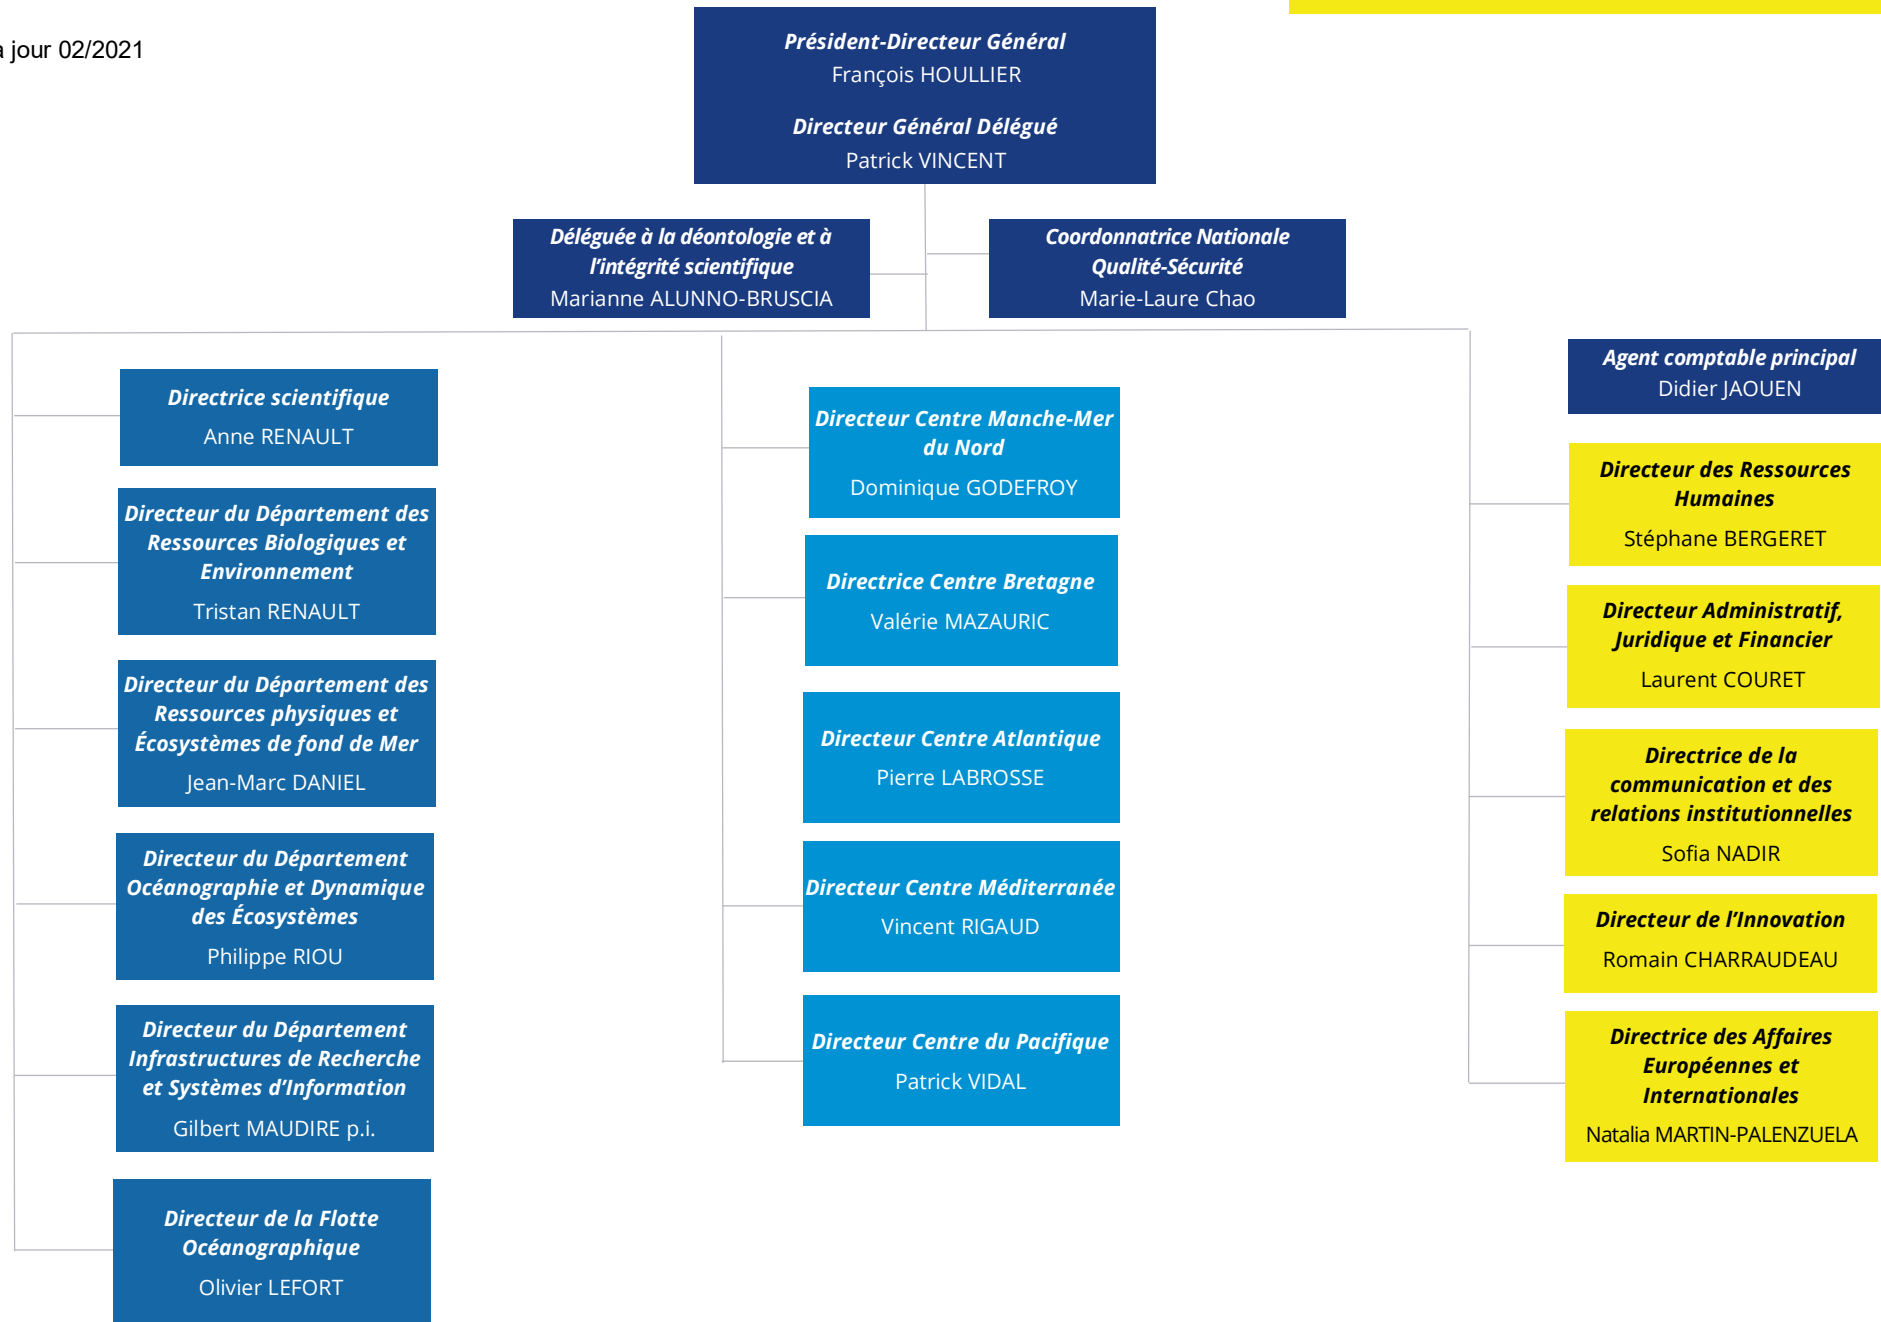 à jour 02/2021
Président-Directeur Général
François HOULLIER
Directeur Général Délégué
Patrick VINCENT
Déléguée à la déontologie et à
l’intégrité scientifique
Marianne ALUNNO-BRUSCIA
Coordonnatrice Nationale
Qualité-Sécurité
Marie-Laure Chao
Directrice scientifique
Anne RENAULT
Directeur du Département des
Ressources Biologiques et
Environnement
Tristan RENAULT
Directeur du Département des
Ressources physiques et
Écosystèmes de fond de Mer
Jean-Marc DANIEL
Directeur du Département
Océanographie et Dynamique
des Écosystèmes
Philippe RIOU
Directeur du Département
Infrastructures de Recherche
et Systèmes d’Information
Gilbert MAUDIRE p.i.
Directeur de la Flotte
Océanographique
Olivier LEFORT
Directeur Centre Manche-Mer
du Nord
Dominique GODEFROY
Directrice Centre Bretagne
Valérie MAZAURIC
Directeur Centre Atlantique
Pierre LABROSSE
Directeur Centre Méditerranée
Vincent RIGAUD
Directeur Centre du Pacifique
Patrick VIDAL
Agent comptable principal
Didier JAOUEN
Directeur des Ressources
Humaines
Stéphane BERGERET
Directeur Administratif,
Juridique et Financier
Laurent COURET
Directrice de la
communication et des
relations institutionnelles
Sofia NADIR
Directeur de l’Innovation
Romain CHARRAUDEAU
Directrice des Affaires
Européennes et
Internationales
Natalia MARTIN-PALENZUELA